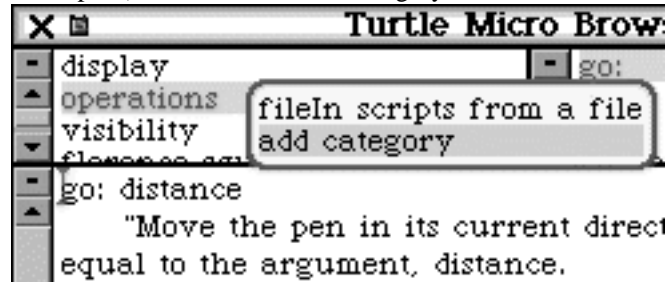 Turtle Micro Brows
display
go:
operations
fileIn scripts from a file
visibility
add category
go: distance
"Move the pen in its current direct
equal to the argument, distance.